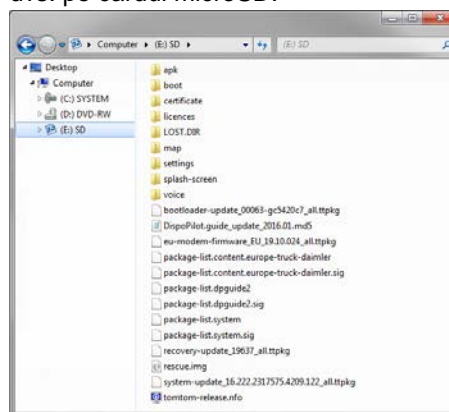 Computer ▸ (E:) SD ▸
(E:) SD
Desktop
Computer
(C:) SYSTEM
(D:) DVD-RW
(E:) SD
apk
boot
certificate
licences
LOST.DIR
map
settings
splash-screen
voice
bootloader-update_00063-gc5420c7_all.ttpkg
DispoPilot.guide_update_2016.01.md5
eu-modem-firmware_EU_19.10.024_all.ttpkg
package-list.content.europe-truck-daimler
package-list.content.europe-truck-daimler.sig
package-list.dpguide2
package-list.dpguide2.sig
package-list.system
package-list.system.sig
recovery-update_19637_all.ttpkg
rescue.img
system-update_16.222.2317575.4209.122_all.ttpkg
tomtom-release.nfo